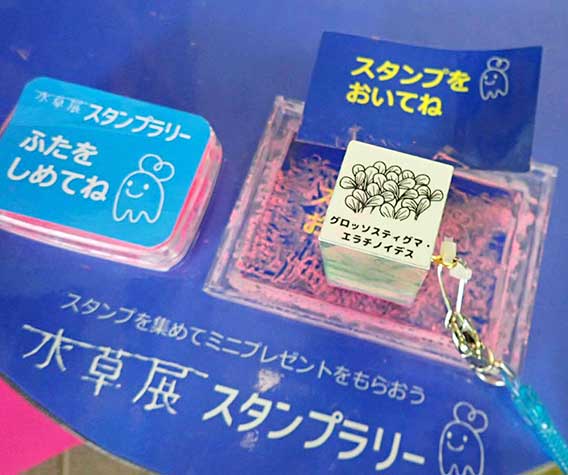 水草展 スタンプラリー
ふたを
しめてね
スタンプを
おいてね
グロッソスティグマ・
エラチノイデス
スタンプを集めてミニプレゼントをもらおう
水草展 スタンプラリー